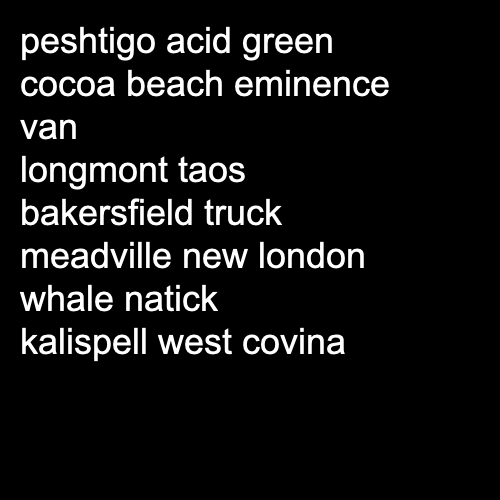 peshtigo acid green
cocoa beach eminence
van
longmont taos
bakersfield truck
meadville new london
whale natick
kalispell west covina